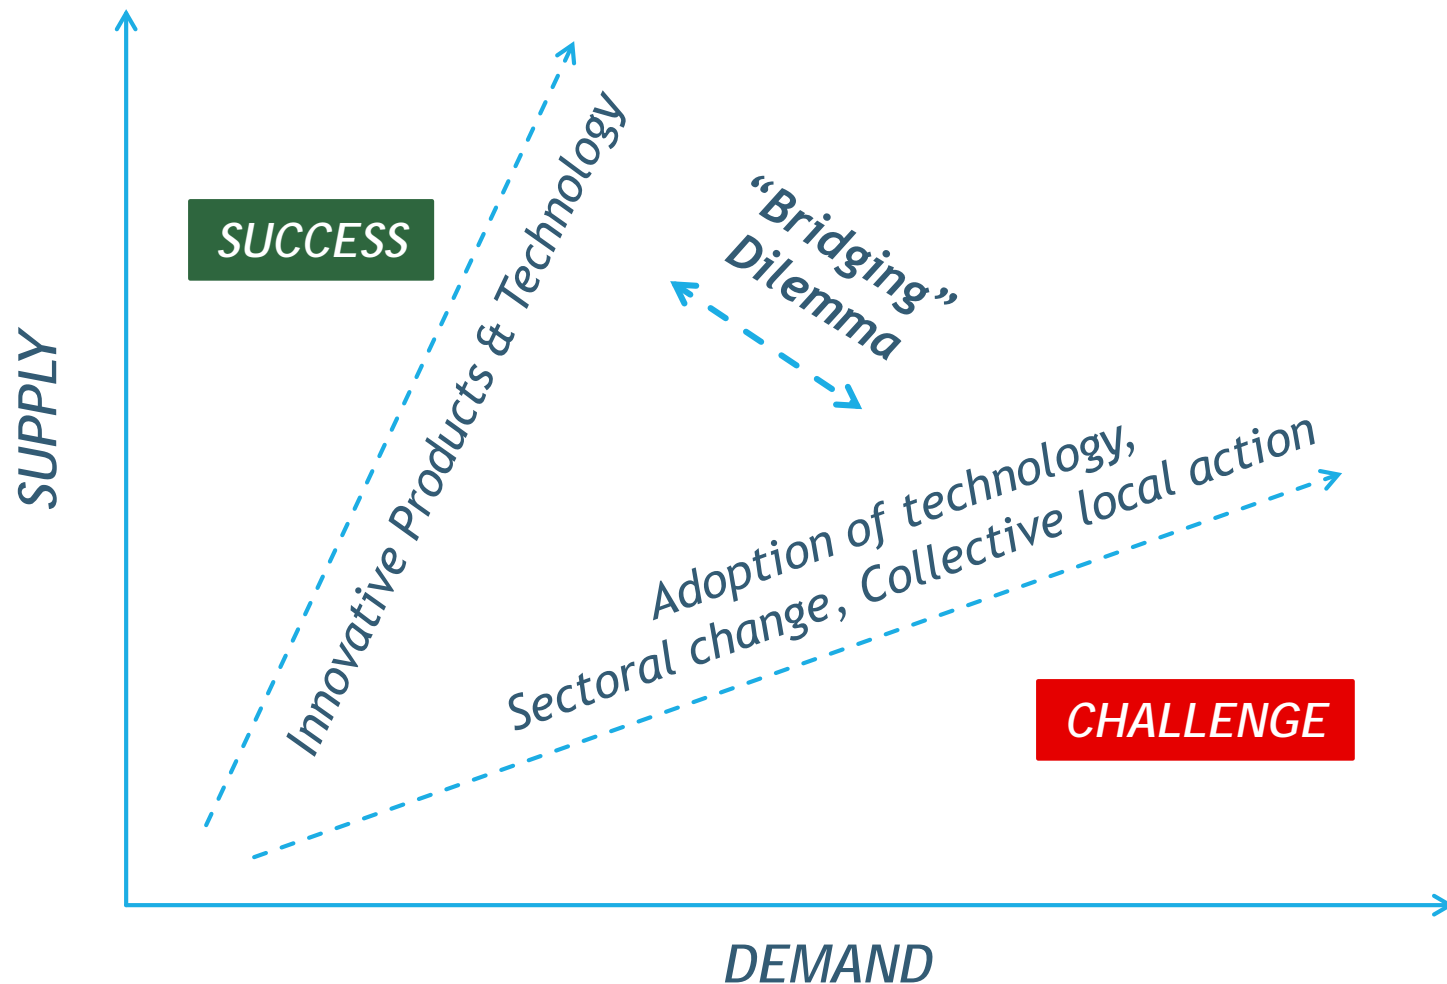 SUPPLY
SUCCESS
Innovative Products & Technology
“Bridging”
Dilemma
Adoption of technology,
Sectoral change, Collective local action
CHALLENGE
DEMAND